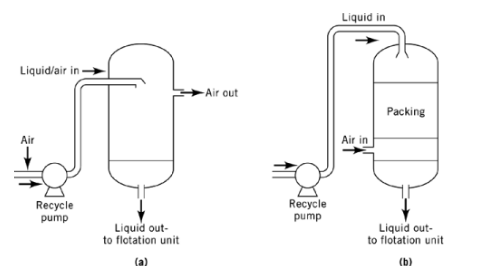 Liquid/air in
Air out
Air
Recycle
pump
Liquid out-
to flotation unit
(a)
Liquid in
Packing
Air in
Recycle
pump
Liquid out-
to flotation unit
(b)